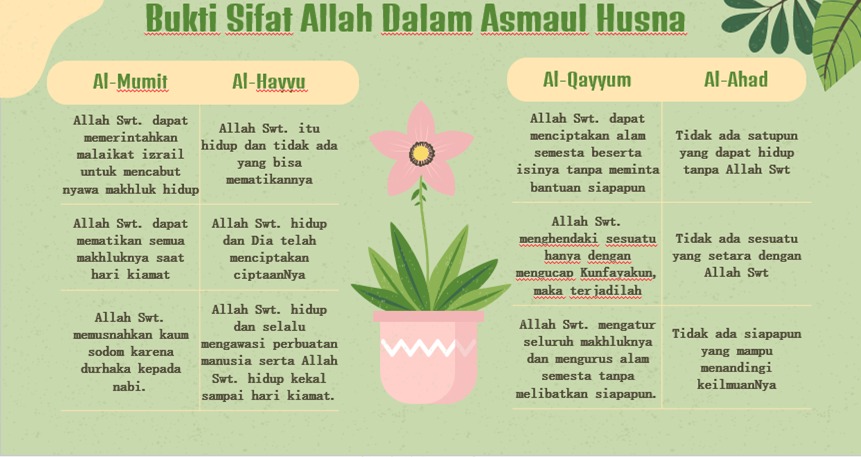 Bukti Sifat Allah Dalam Asmaul Husna
Al-Mumit
Al-Hayyu
Allah Swt. dapat
memerintahkan
malaikat izrail
untuk mencabut
nyawa makhluk hidup
Allah Swt. itu
hidup dan tidak ada
yang bisa
mematikannya
Allah Swt. dapat
mematikan semua
makhluknya saat
hari kiamat
Allah Swt. hidup
dan Dia telah
menciptakan
ciptaanNya
Allah Swt.
memusnahkan kaum
sodom karena
durhaka kepada
nabi.
Allah Swt. hidup
dan selalu
mengawasi perbuatan
manusia serta Allah
Swt. hidup kekal
sampai hari kiamat.
Al-Qayyum
Al-Ahad
Allah Swt. dapat
menciptakan alam
semesta beserta
isinya tanpa meminta
bantuan siapapun
Tidak ada satupun
yang dapat hidup
tanpa Allah Swt
Allah Swt.
menghendaki sesuatu
hanya dengan
mengucap Kunfayakun,
maka terjadilah
Tidak ada sesuatu
yang setara dengan
Allah Swt
Allah Swt. mengatur
seluruh makhluknya
dan mengurus alam
semesta tanpa
melibatkan siapapun.
Tidak ada siapapun
yang mampu
menandingi
keilmuanNya